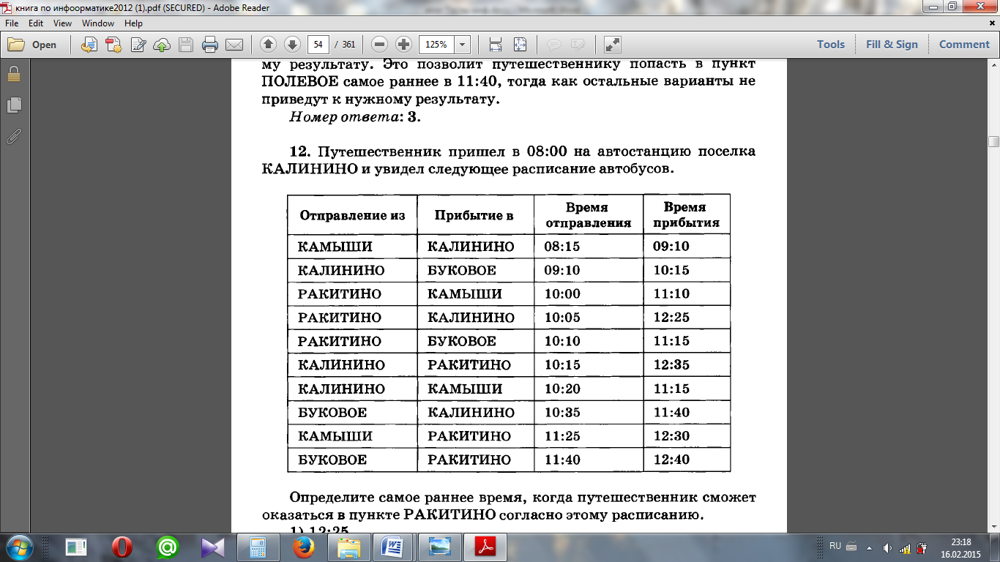 книга по инфоорматике2012 (1).pdf (SECURED) - Adobe Reader
File Edit View Window Help
Open 54 / 361 125% Tools Fill & Sign Comment
му результату. Это позволит путешественнику попасть в пункт
ПОЛЕВОЕ самое раннее в 11:40, тогда как остальные варианты не
приведут к нужному результату.
Номер ответа: 3.
12. Путешественник пришел в 08:00 на автостанцию поселка
КАЛИНИНО и увидел следующее расписание автобусов.
Отправление из Прибытие в Время отправления Время прибытия
КАМЫШИ КАЛИНИНО 08:15 09:10
КАЛИНИНО БУКОВОЕ 09:10 10:15
РАКИТИНО КАМЫШИ 10:00 11:10
РАКИТИНО КАЛИНИНО 10:05 12:25
РАКИТИНО БУКОВОЕ 10:10 11:15
КАЛИНИНО РАКИТИНО 10:15 12:35
КАЛИНИНО КАМЫШИ 10:20 11:15
БУКОВОЕ КАЛИНИНО 10:35 11:40
КАМЫШИ РАКИТИНО 11:25 12:30
БУКОВОЕ РАКИТИНО 11:40 12:40
Определите самое раннее время, когда путешественник сможет
оказаться в пункте РАКИТИНО согласно этому расписанию.
1) 12:25
RU 23:18
16.02.2015